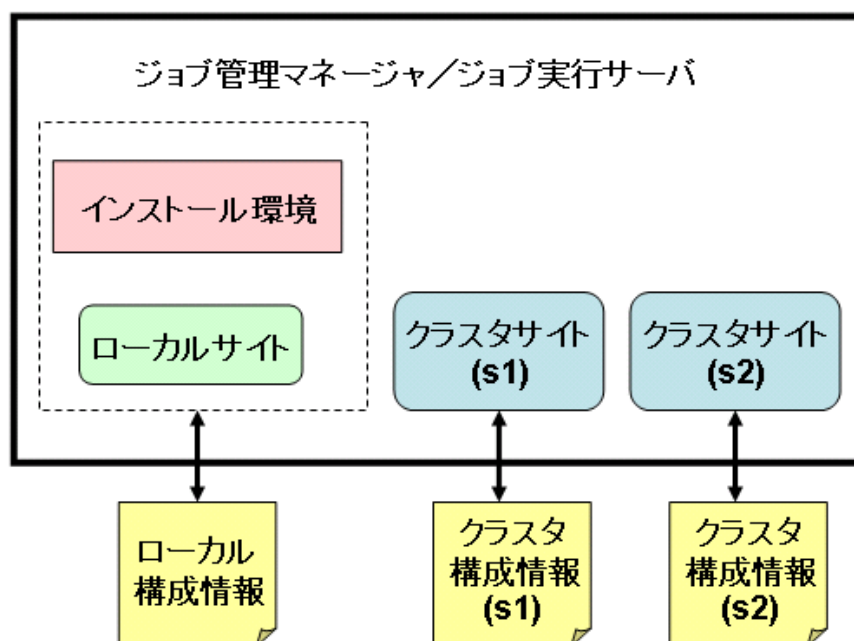 ジョブ管理マネージャ／ジョブ実行サーバ
インストール環境
ローカルサイト
クラスタサイト
(s1)
クラスタサイト
(s2)
ローカル
構成情報
クラスタ
構成情報
(s1)
クラスタ
構成情報
(s2)